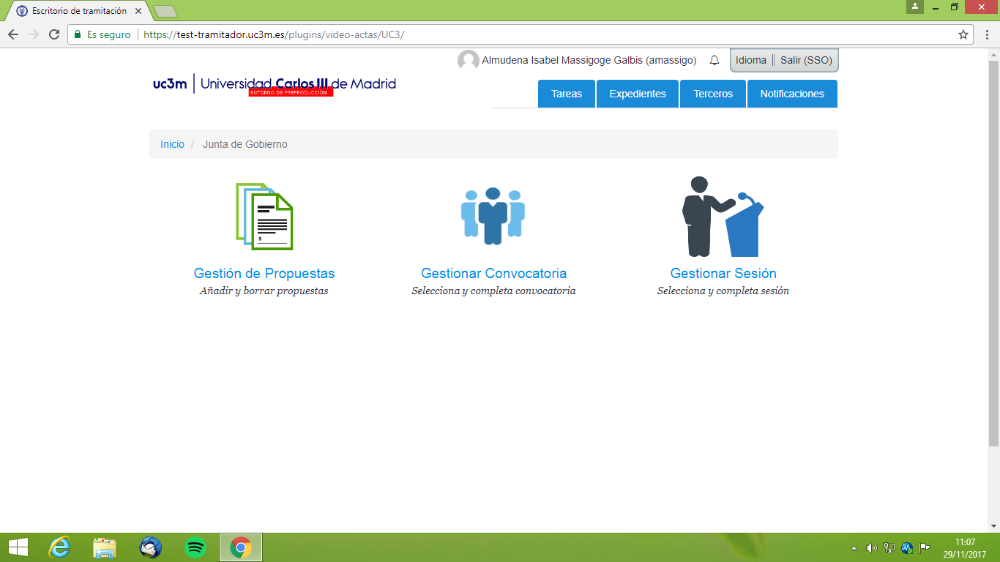 Escritorio de tramitación
Es seguro
https://test-tramitador.uc3m.es/plugins/video-actas/UC3/
Almudena Isabel Massigoge Galbis (amassigo)
Idioma
Salir (SSO)
uc3m | Universidad Carlos III de Madrid
ENTORNO DE PREPRODUCCIÓN
Tareas
Expedientes
Terceros
Notificaciones
Inicio / Junta de Gobierno
$
Gestión de Propuestas
Añadir y borrar propuestas
Gestionar Convocatoria
Selecciona y completa convocatoria
Gestionar Sesión
Selecciona y completa sesión
11:07
29/11/2017